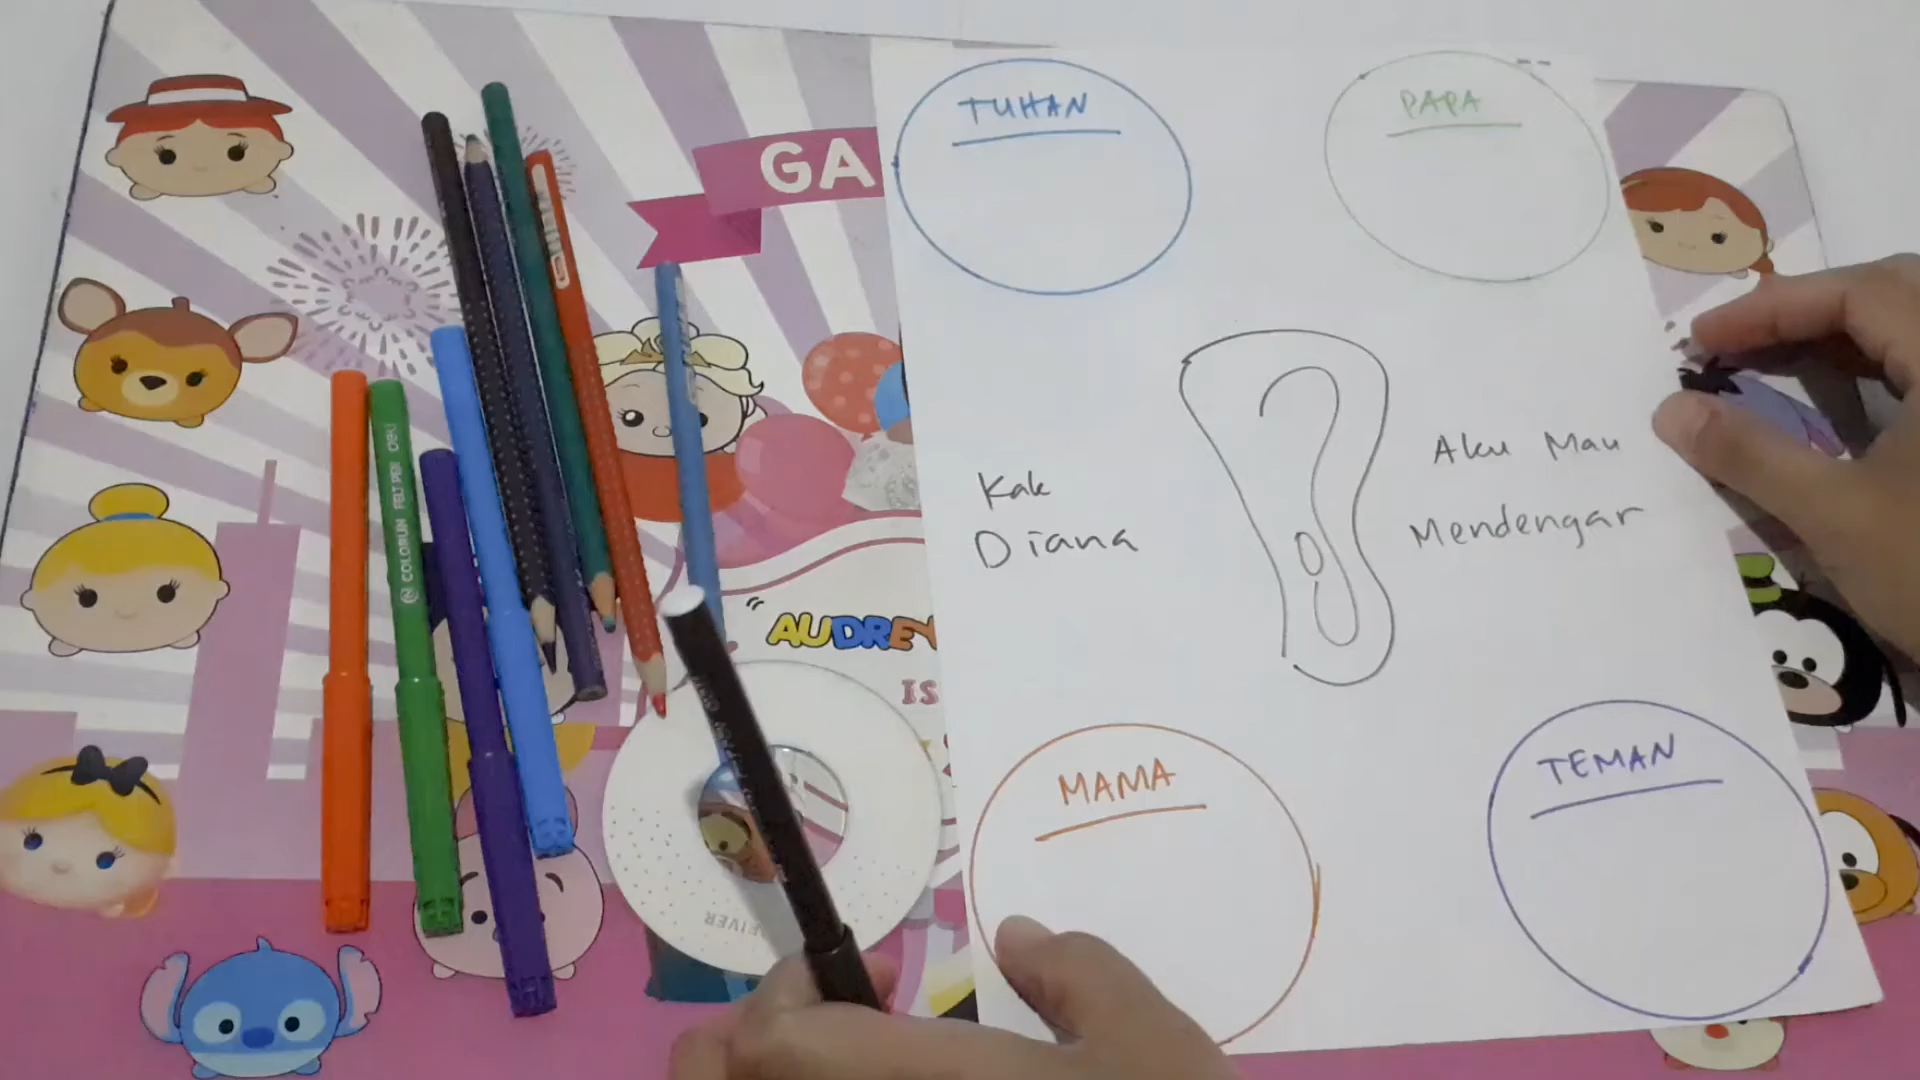 TUHAN
PAPA
GA
Kak
Diana
Aku Mau
Mendengar
MAMA
TEMAN
COLORUN FELT PEN
"AUDREY
IS